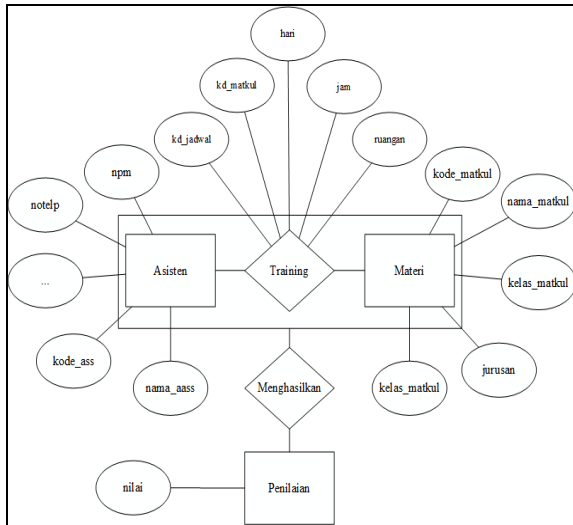 hari
kd_matkul
jam
kd_jadwal
ruangan
npm
kode_matkul
notelp
nama_matkul
Asisten
Training
Materi
...
kelas_matkul
kode_ass
nama_aass
Menghasilkan
kelas_matkul
jurusan
nilai
Penilaian